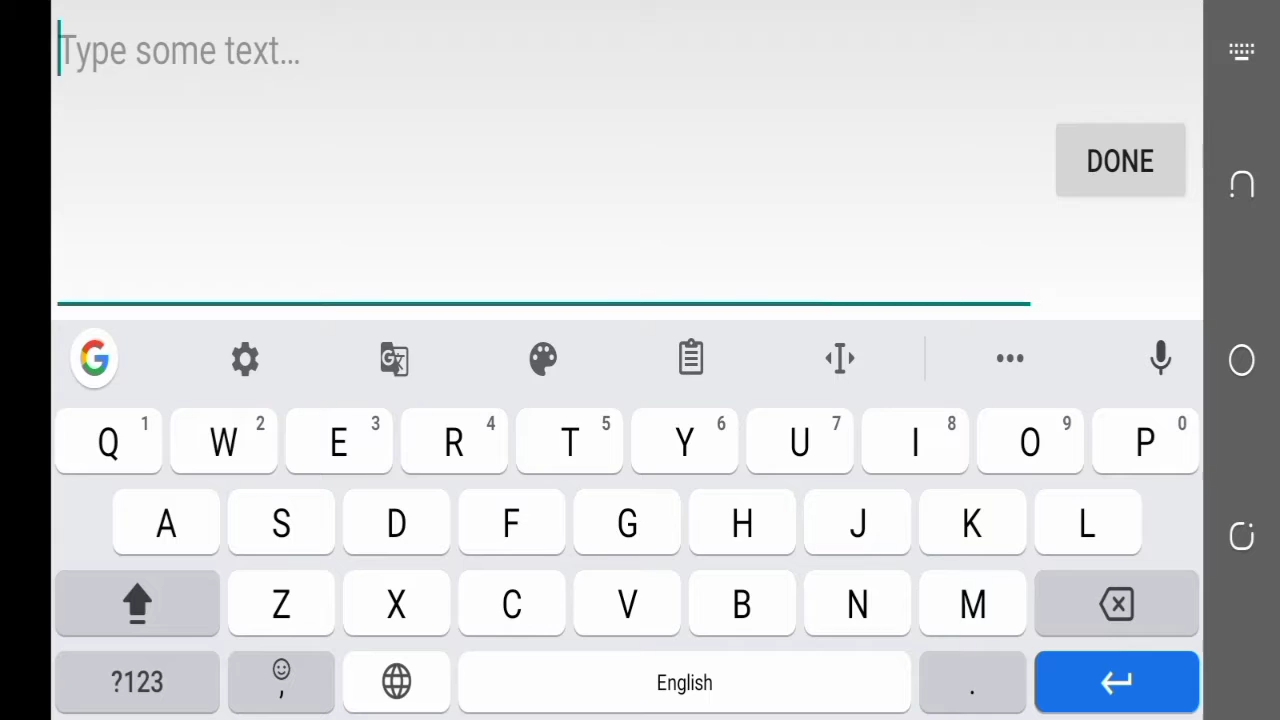 Type some text...
DONE
G
Q 1 W 2 E 3 R 4 T 5 Y 6 U 7 I 8 O 9 P 0
A S D F G H J K L
Z X C V B N M
?123 , English .